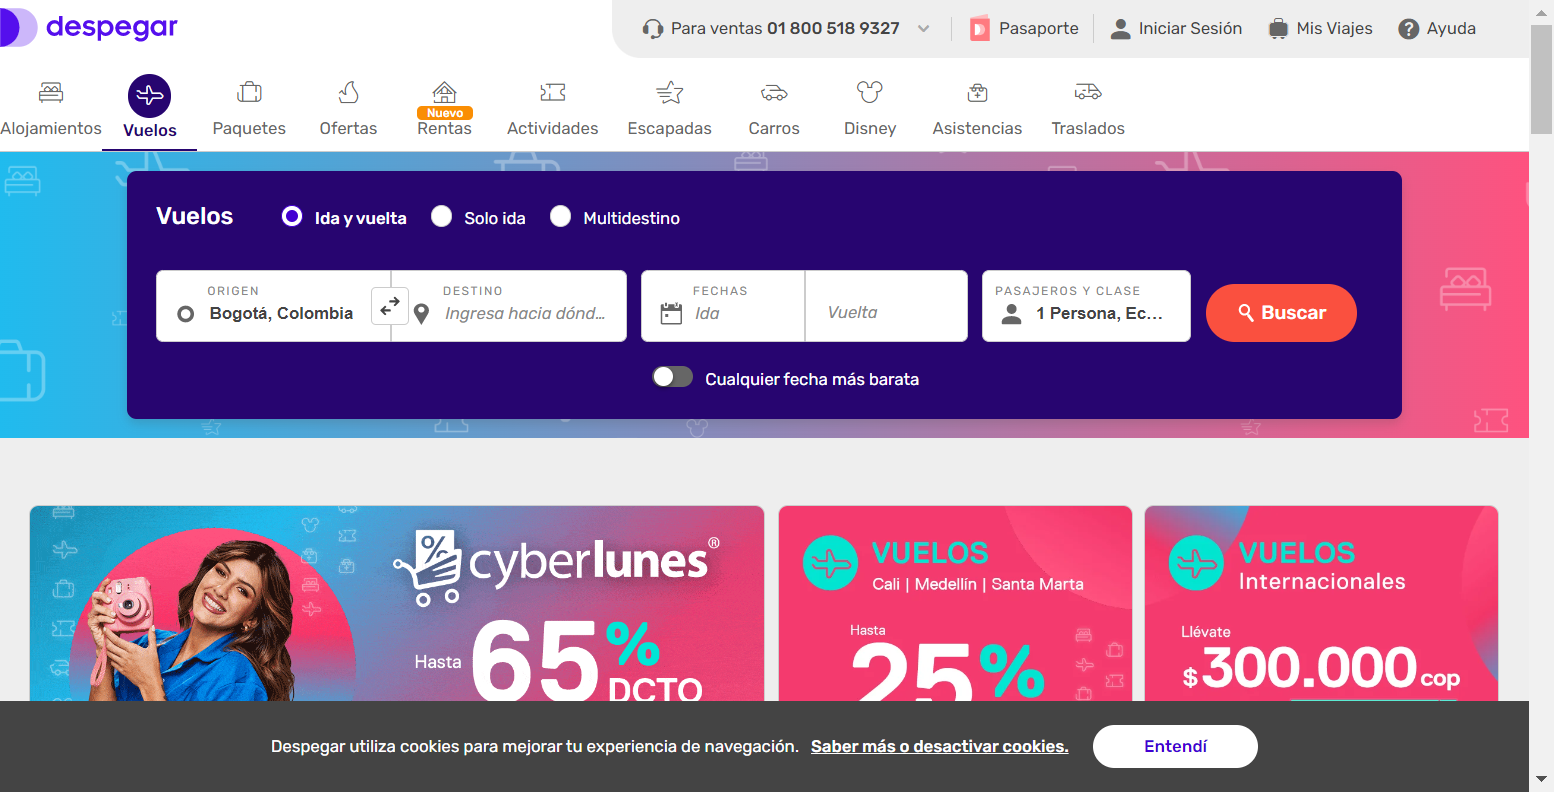 despegar
Para ventas 01 800 518 9327
Pasaporte
Iniciar Sesión
Mis Viajes
Ayuda
Alojamientos
Vuelos
Paquetes
Ofertas
Nuevo
Rentas
Actividades
Escapadas
Carros
Disney
Asistencias
Traslados
Vuelos
Ida y vuelta
Solo ida
Multidestino
ORIGEN
Bogotá, Colombia
DESTINO
Ingresa hacia dónd...
FECHAS
Ida
Vuelta
PASAJEROS Y CLASE
1 Persona, Ec...
Buscar
Cualquier fecha más barata
cyberlunes®
Hasta 65% DCTO
VUELOS
Cali | Medellín | Santa Marta
Hasta
25%
VUELOS
Internacionales
Llévate
$300.000 cop
Despegar utiliza cookies para mejorar tu experiencia de navegación. Saber más o desactivar cookies.
Entendí